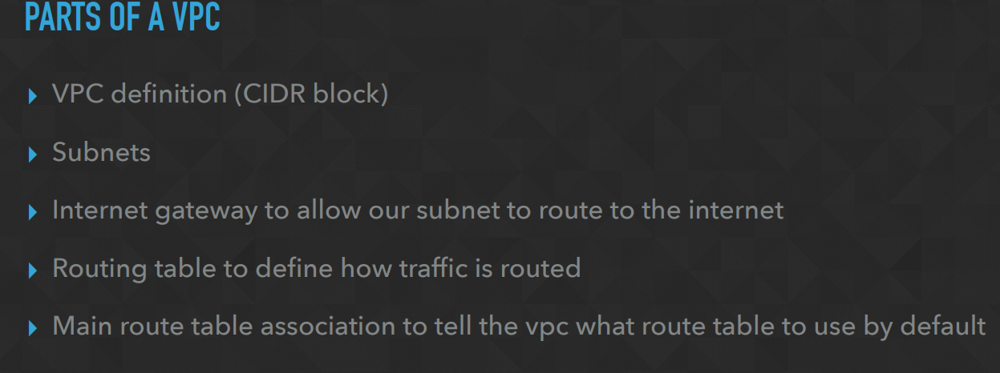 PARTS OF A VPC
VPC definition (CIDR block)
Subnets
Internet gateway to allow our subnet to route to the internet
Routing table to define how traffic is routed
Main route table association to tell the vpc what route table to use by default